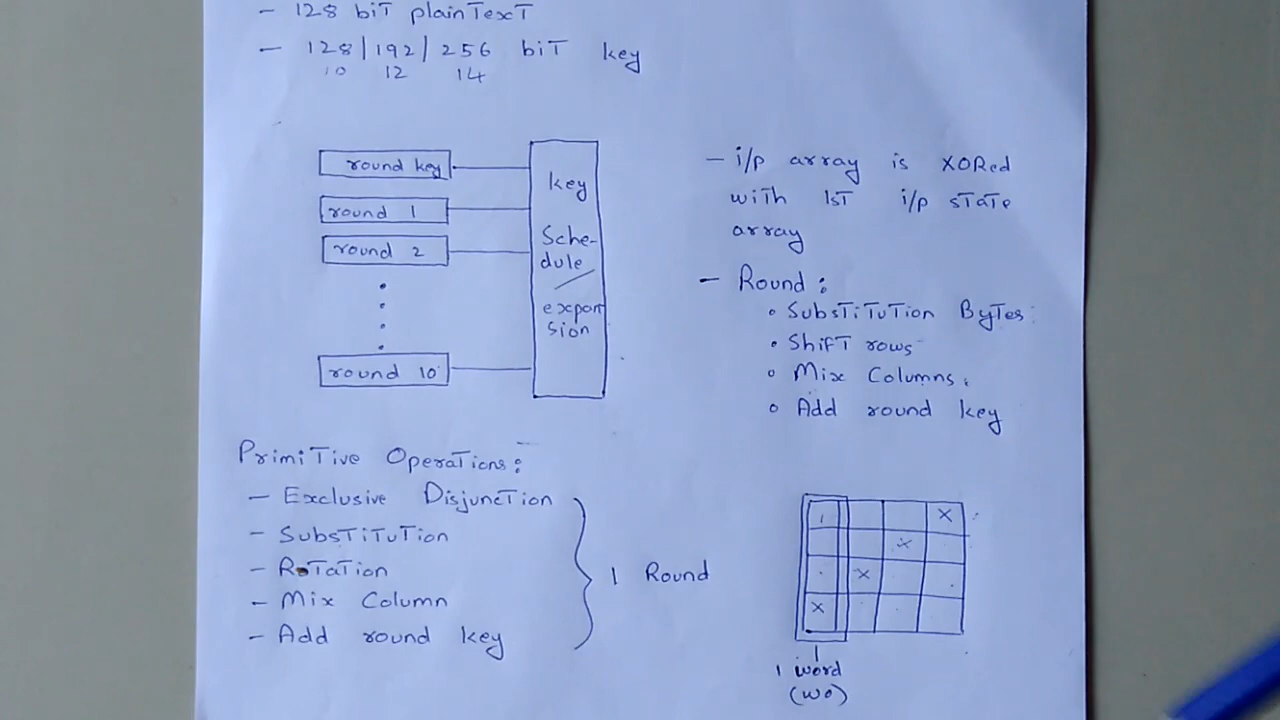 - 128 biT plainTexT
- 128/192/256 biT key
10 12 14
round key
round 1
round 2
round 10
key
Sche-
dule
/
expan
sion
- i/p array is XORed
with 1sT i/p sTaTe
array
- Round:
• SubsTiTuTion ByTes
• ShifT rows
• Mix Columns
• Add round key
PrimiTive OperaTions:
- Exclusive DisjuncTion
- SubsTiTuTion
- RoTaTion
- Mix Column
- Add round key
1 Round
x
x
x
x
1 word
(w0)